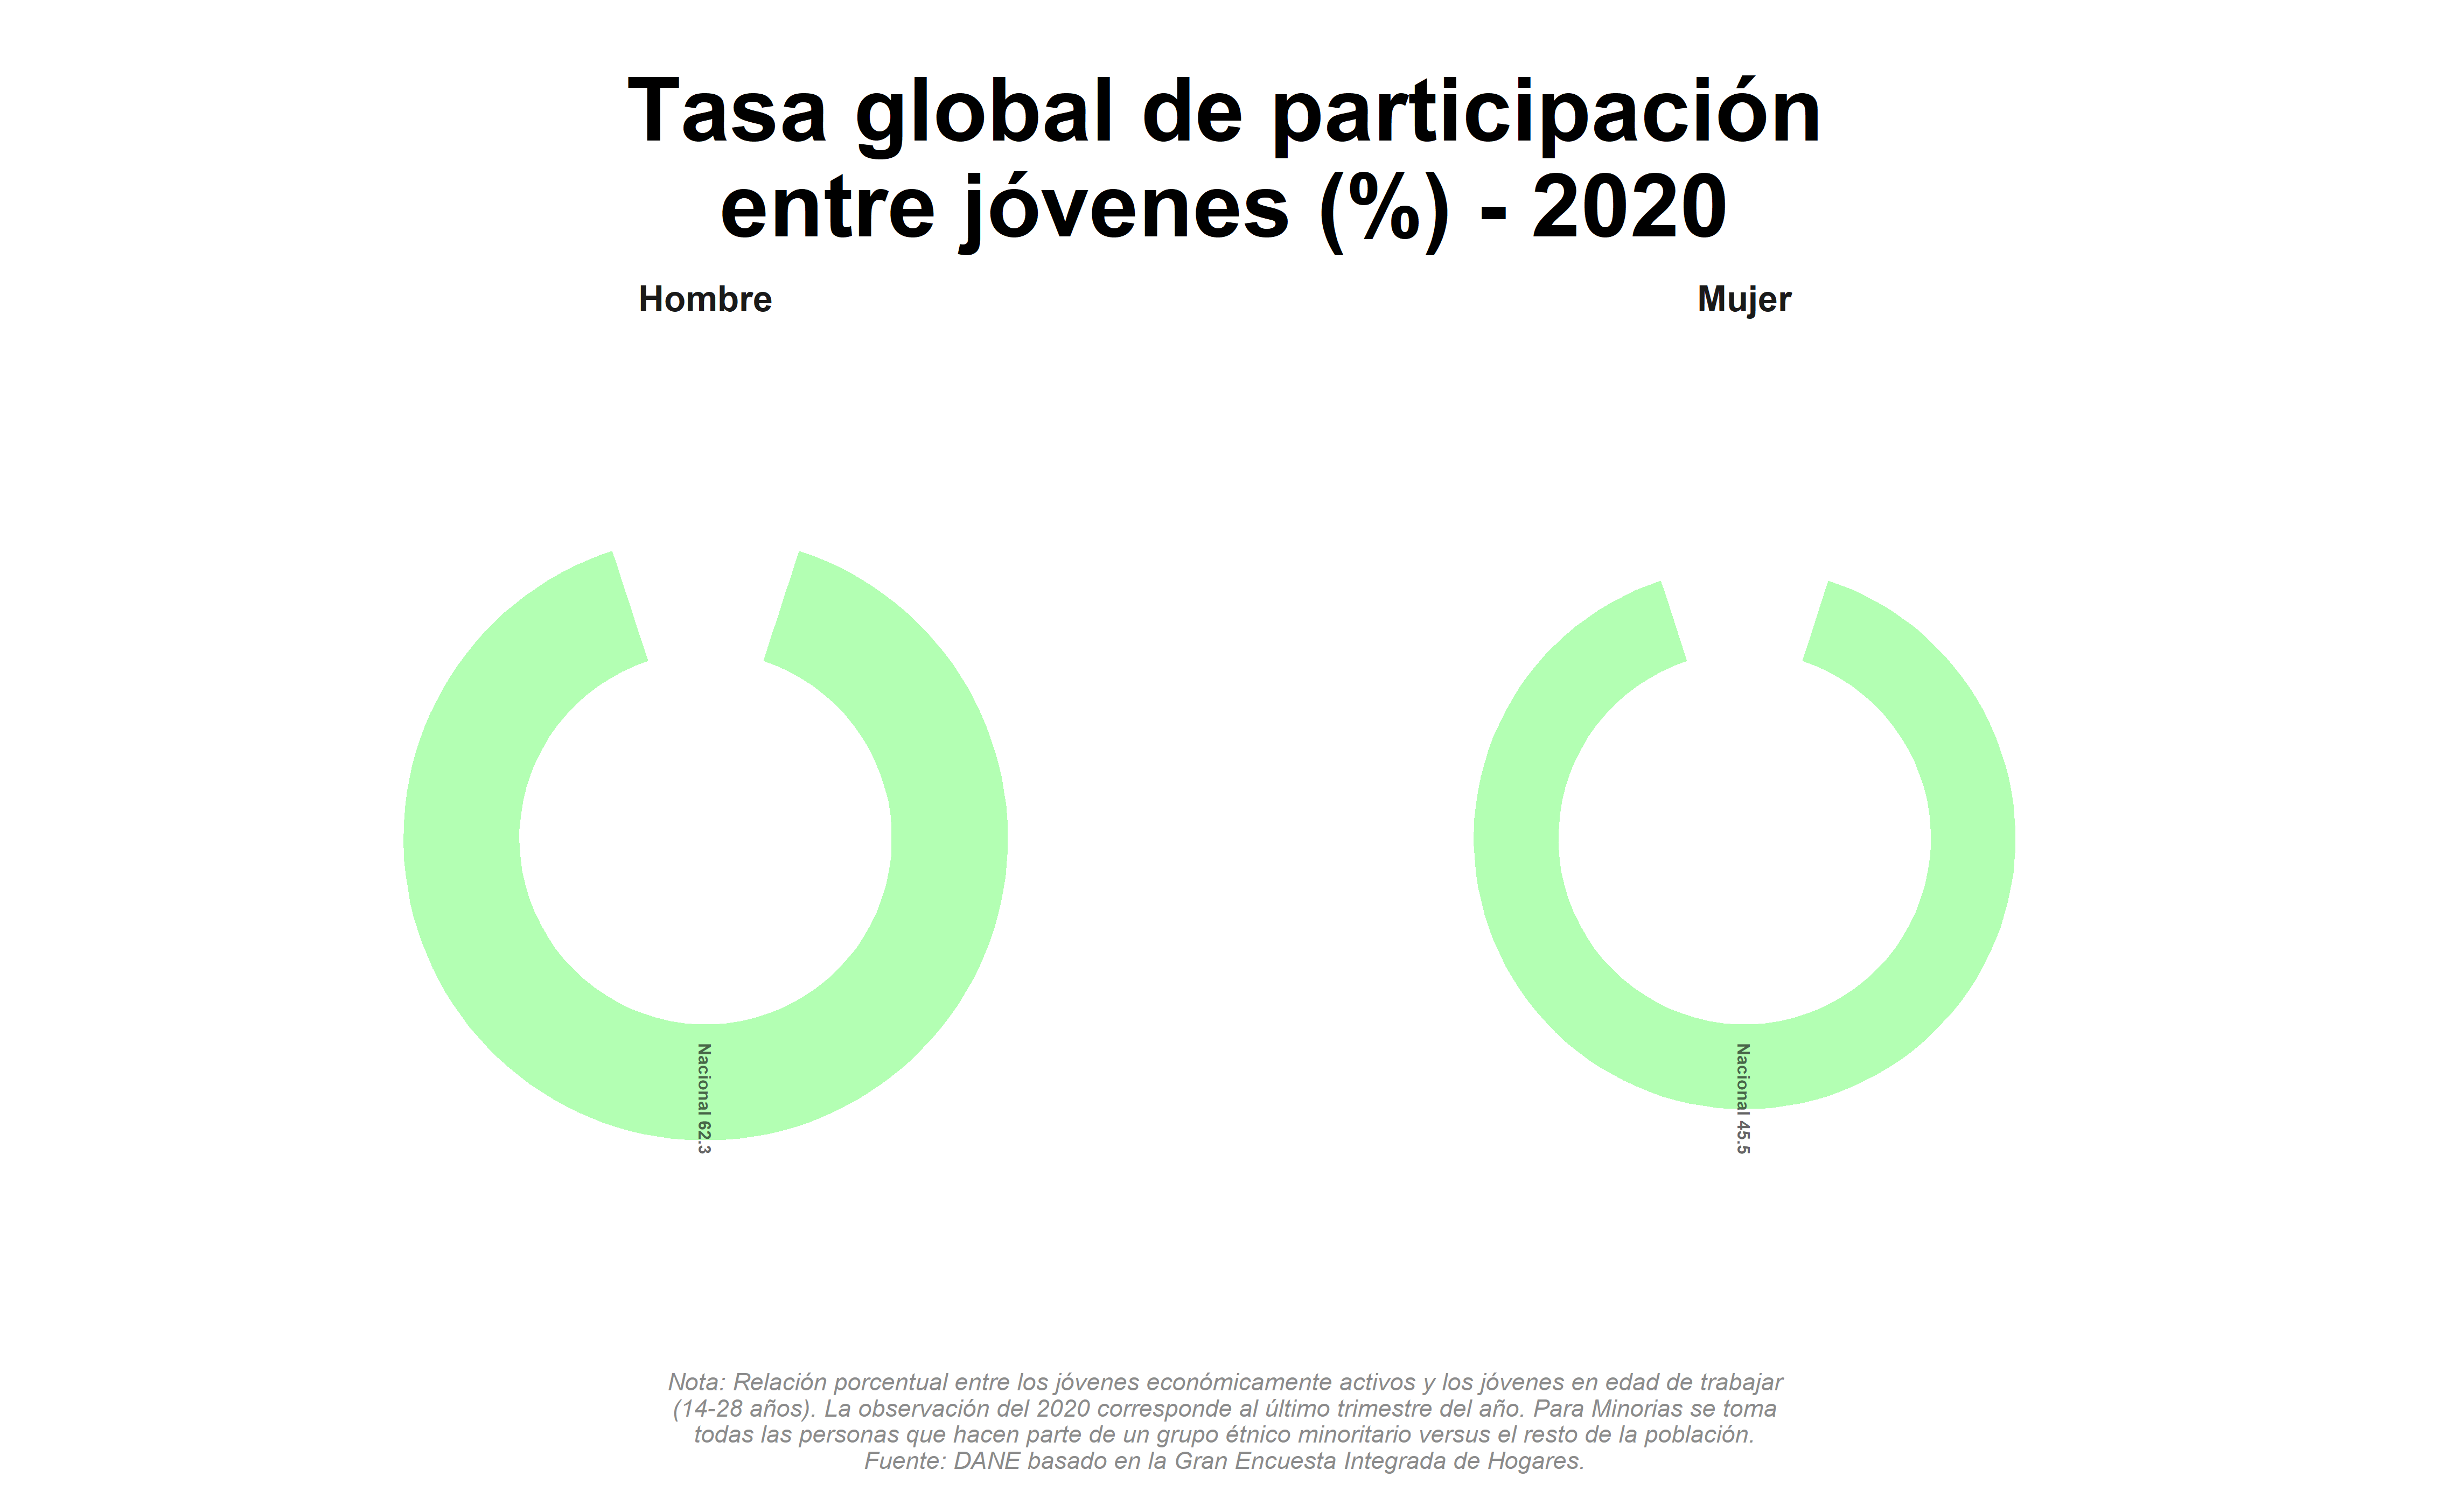 Tasa global de participación
entre jóvenes (%) - 2020
Hombre
Mujer
Nacional 62.3
Nacional 45.5
Nota: Relación porcentual entre los jóvenes económicamente activos y los jóvenes en edad de trabajar
(14-28 años). La observación del 2020 corresponde al último trimestre del año. Para Minorias se toma
todas las personas que hacen parte de un grupo étnico minoritario versus el resto de la población.
Fuente: DANE basado en la Gran Encuesta Integrada de Hogares.